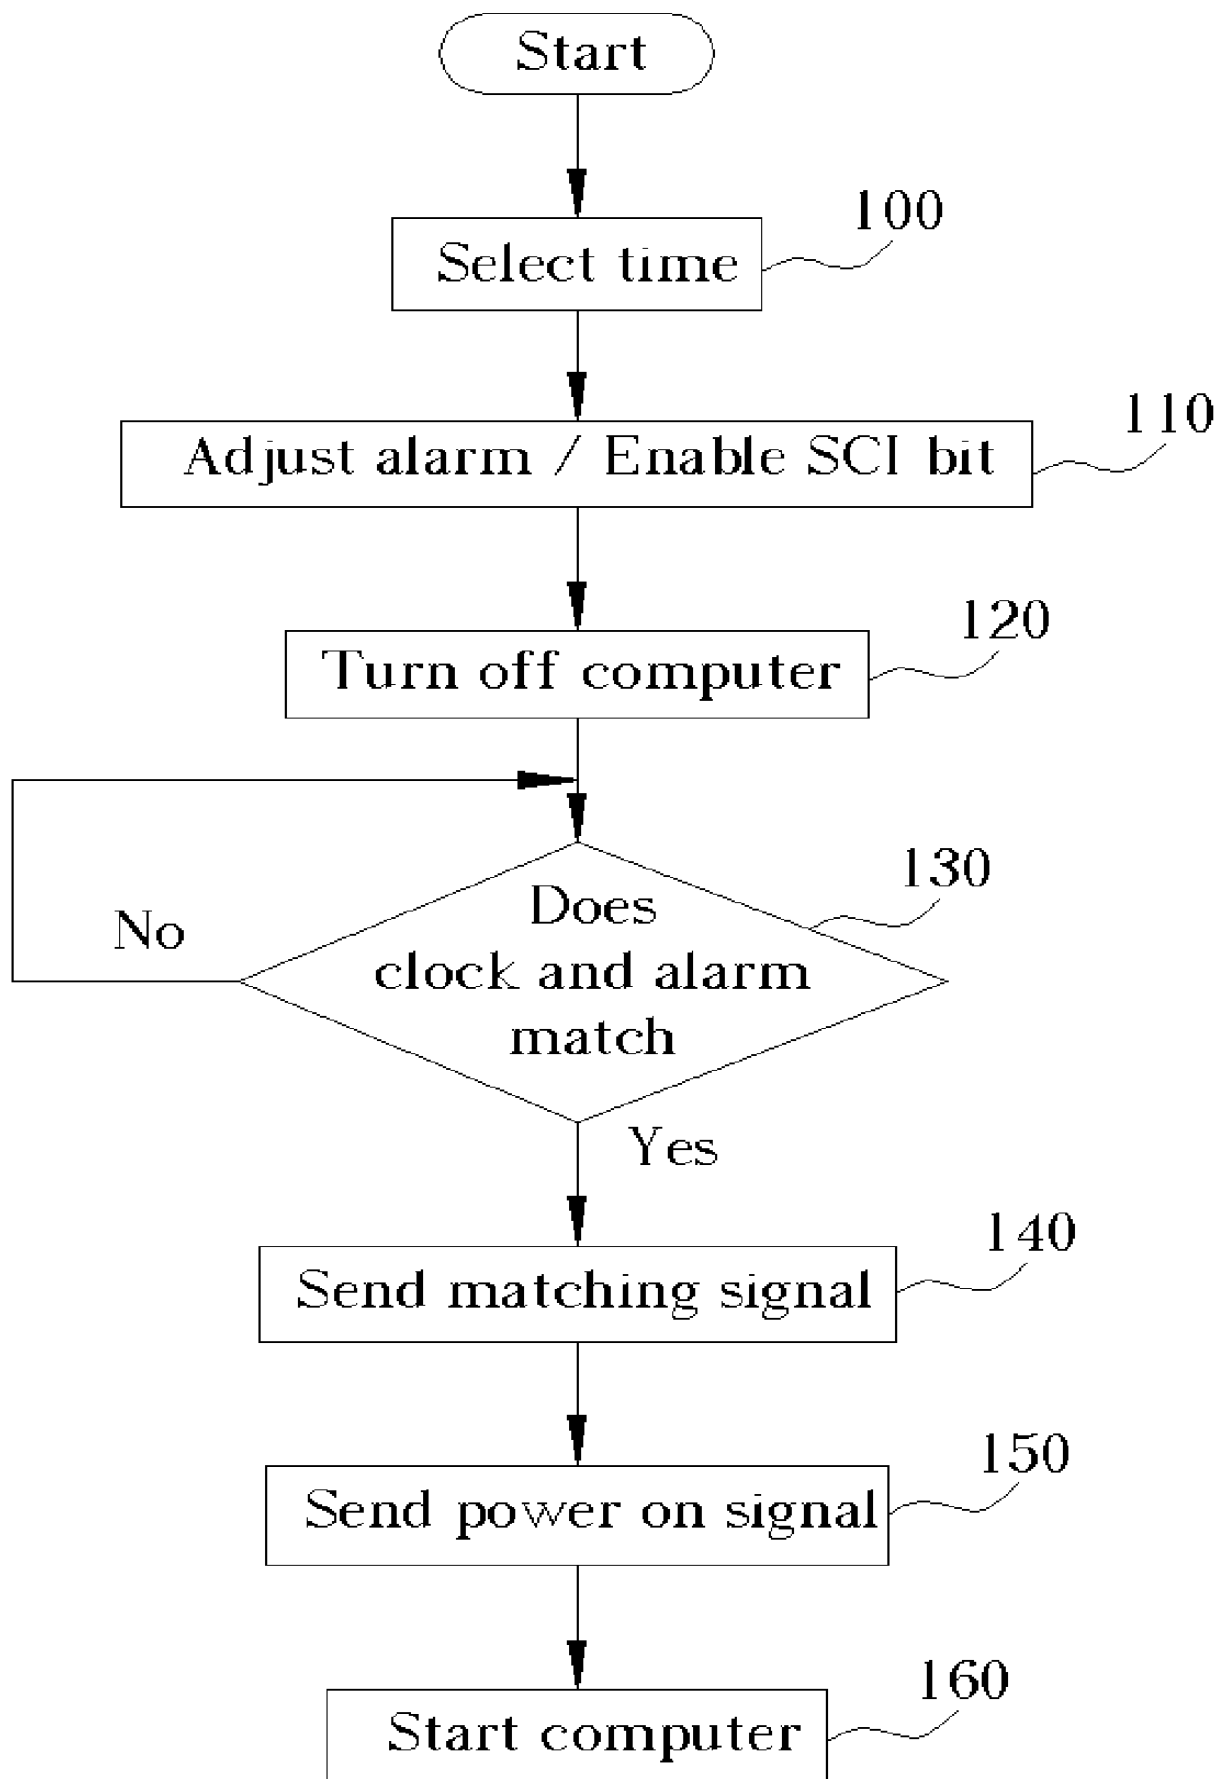 Start
100
Select time
110
Adjust alarm / Enable SCI bit
120
Turn off computer
130
Does
No
clock and alarm
match
Yes
140
Send matching signal
150
Send power on signal
160
Start computer